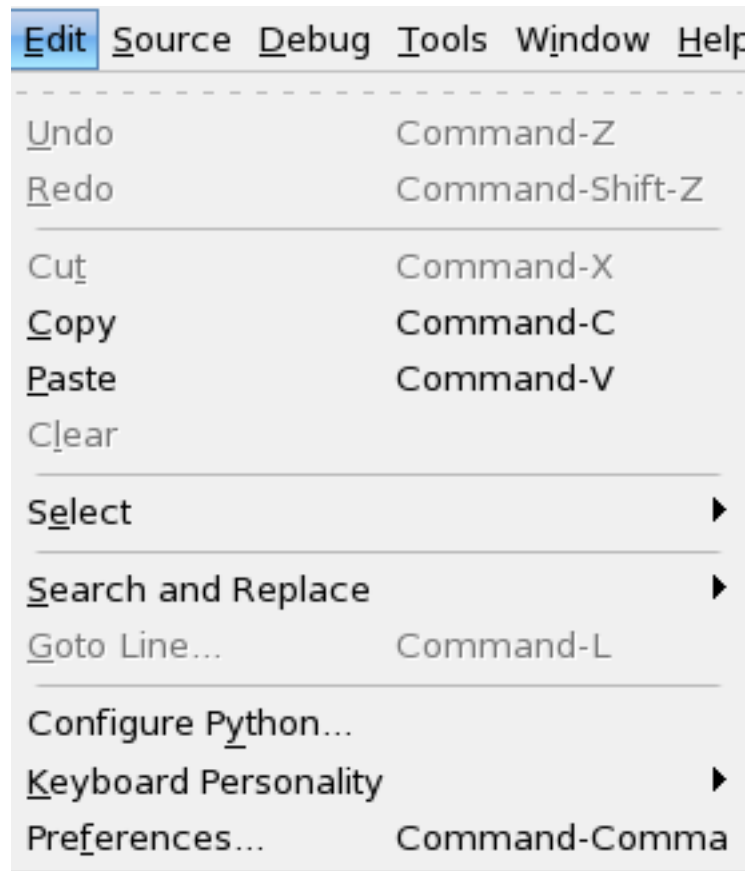 Edit Source Debug Tools Window Help
Undo Command-Z
Redo Command-Shift-Z
Cut Command-X
Copy Command-C
Paste Command-V
Clear
Select
Search and Replace
Goto Line... Command-L
Configure Python...
Keyboard Personality
Preferences... Command-Comma